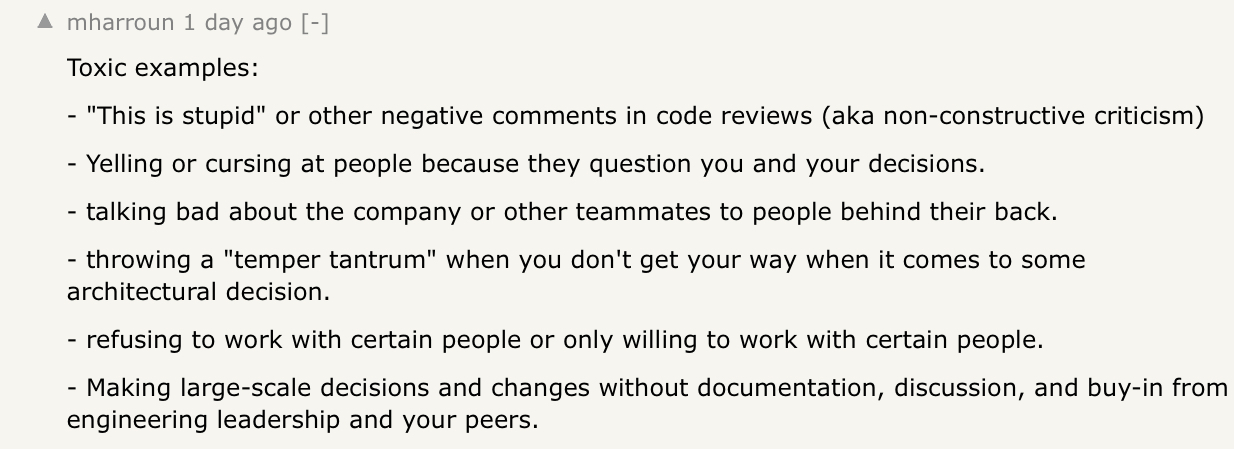 ▲ mharroun 1 day ago [-]
Toxic examples:
- "This is stupid" or other negative comments in code reviews (aka non-constructive criticism)
- Yelling or cursing at people because they question you and your decisions.
- talking bad about the company or other teammates to people behind their back.
- throwing a "temper tantrum" when you don't get your way when it comes to some
architectural decision.
- refusing to work with certain people or only willing to work with certain people.
- Making large-scale decisions and changes without documentation, discussion, and buy-in from
engineering leadership and your peers.